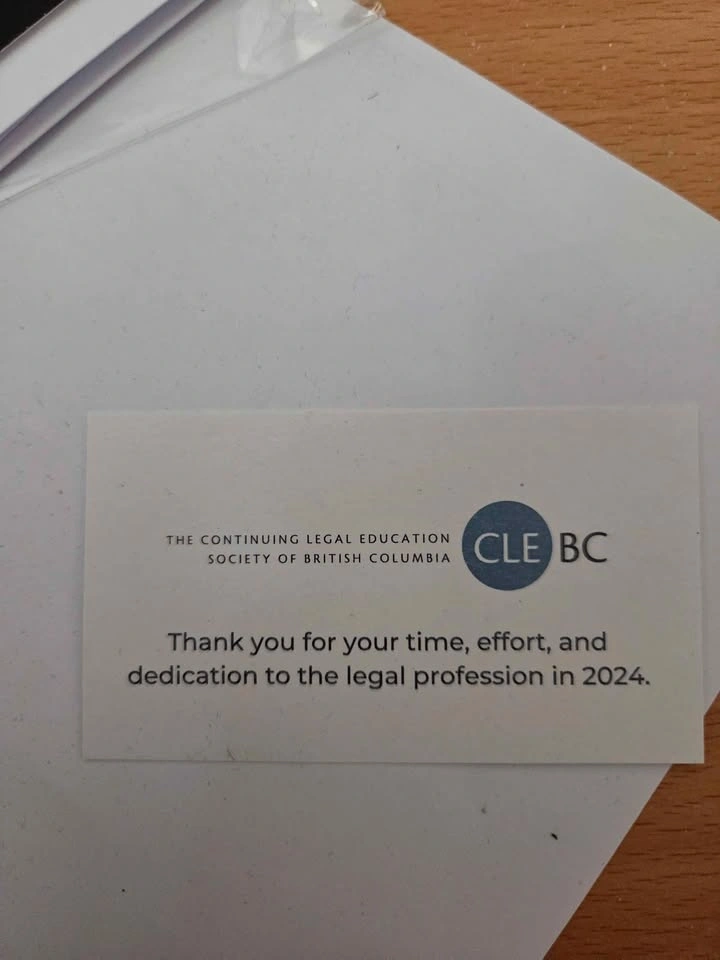 THE CONTINUING LEGAL EDUCATION
SOCIETY OF BRITISH COLUMBIA
CLE BC
Thank you for your time, effort, and
dedication to the legal profession in 2024.